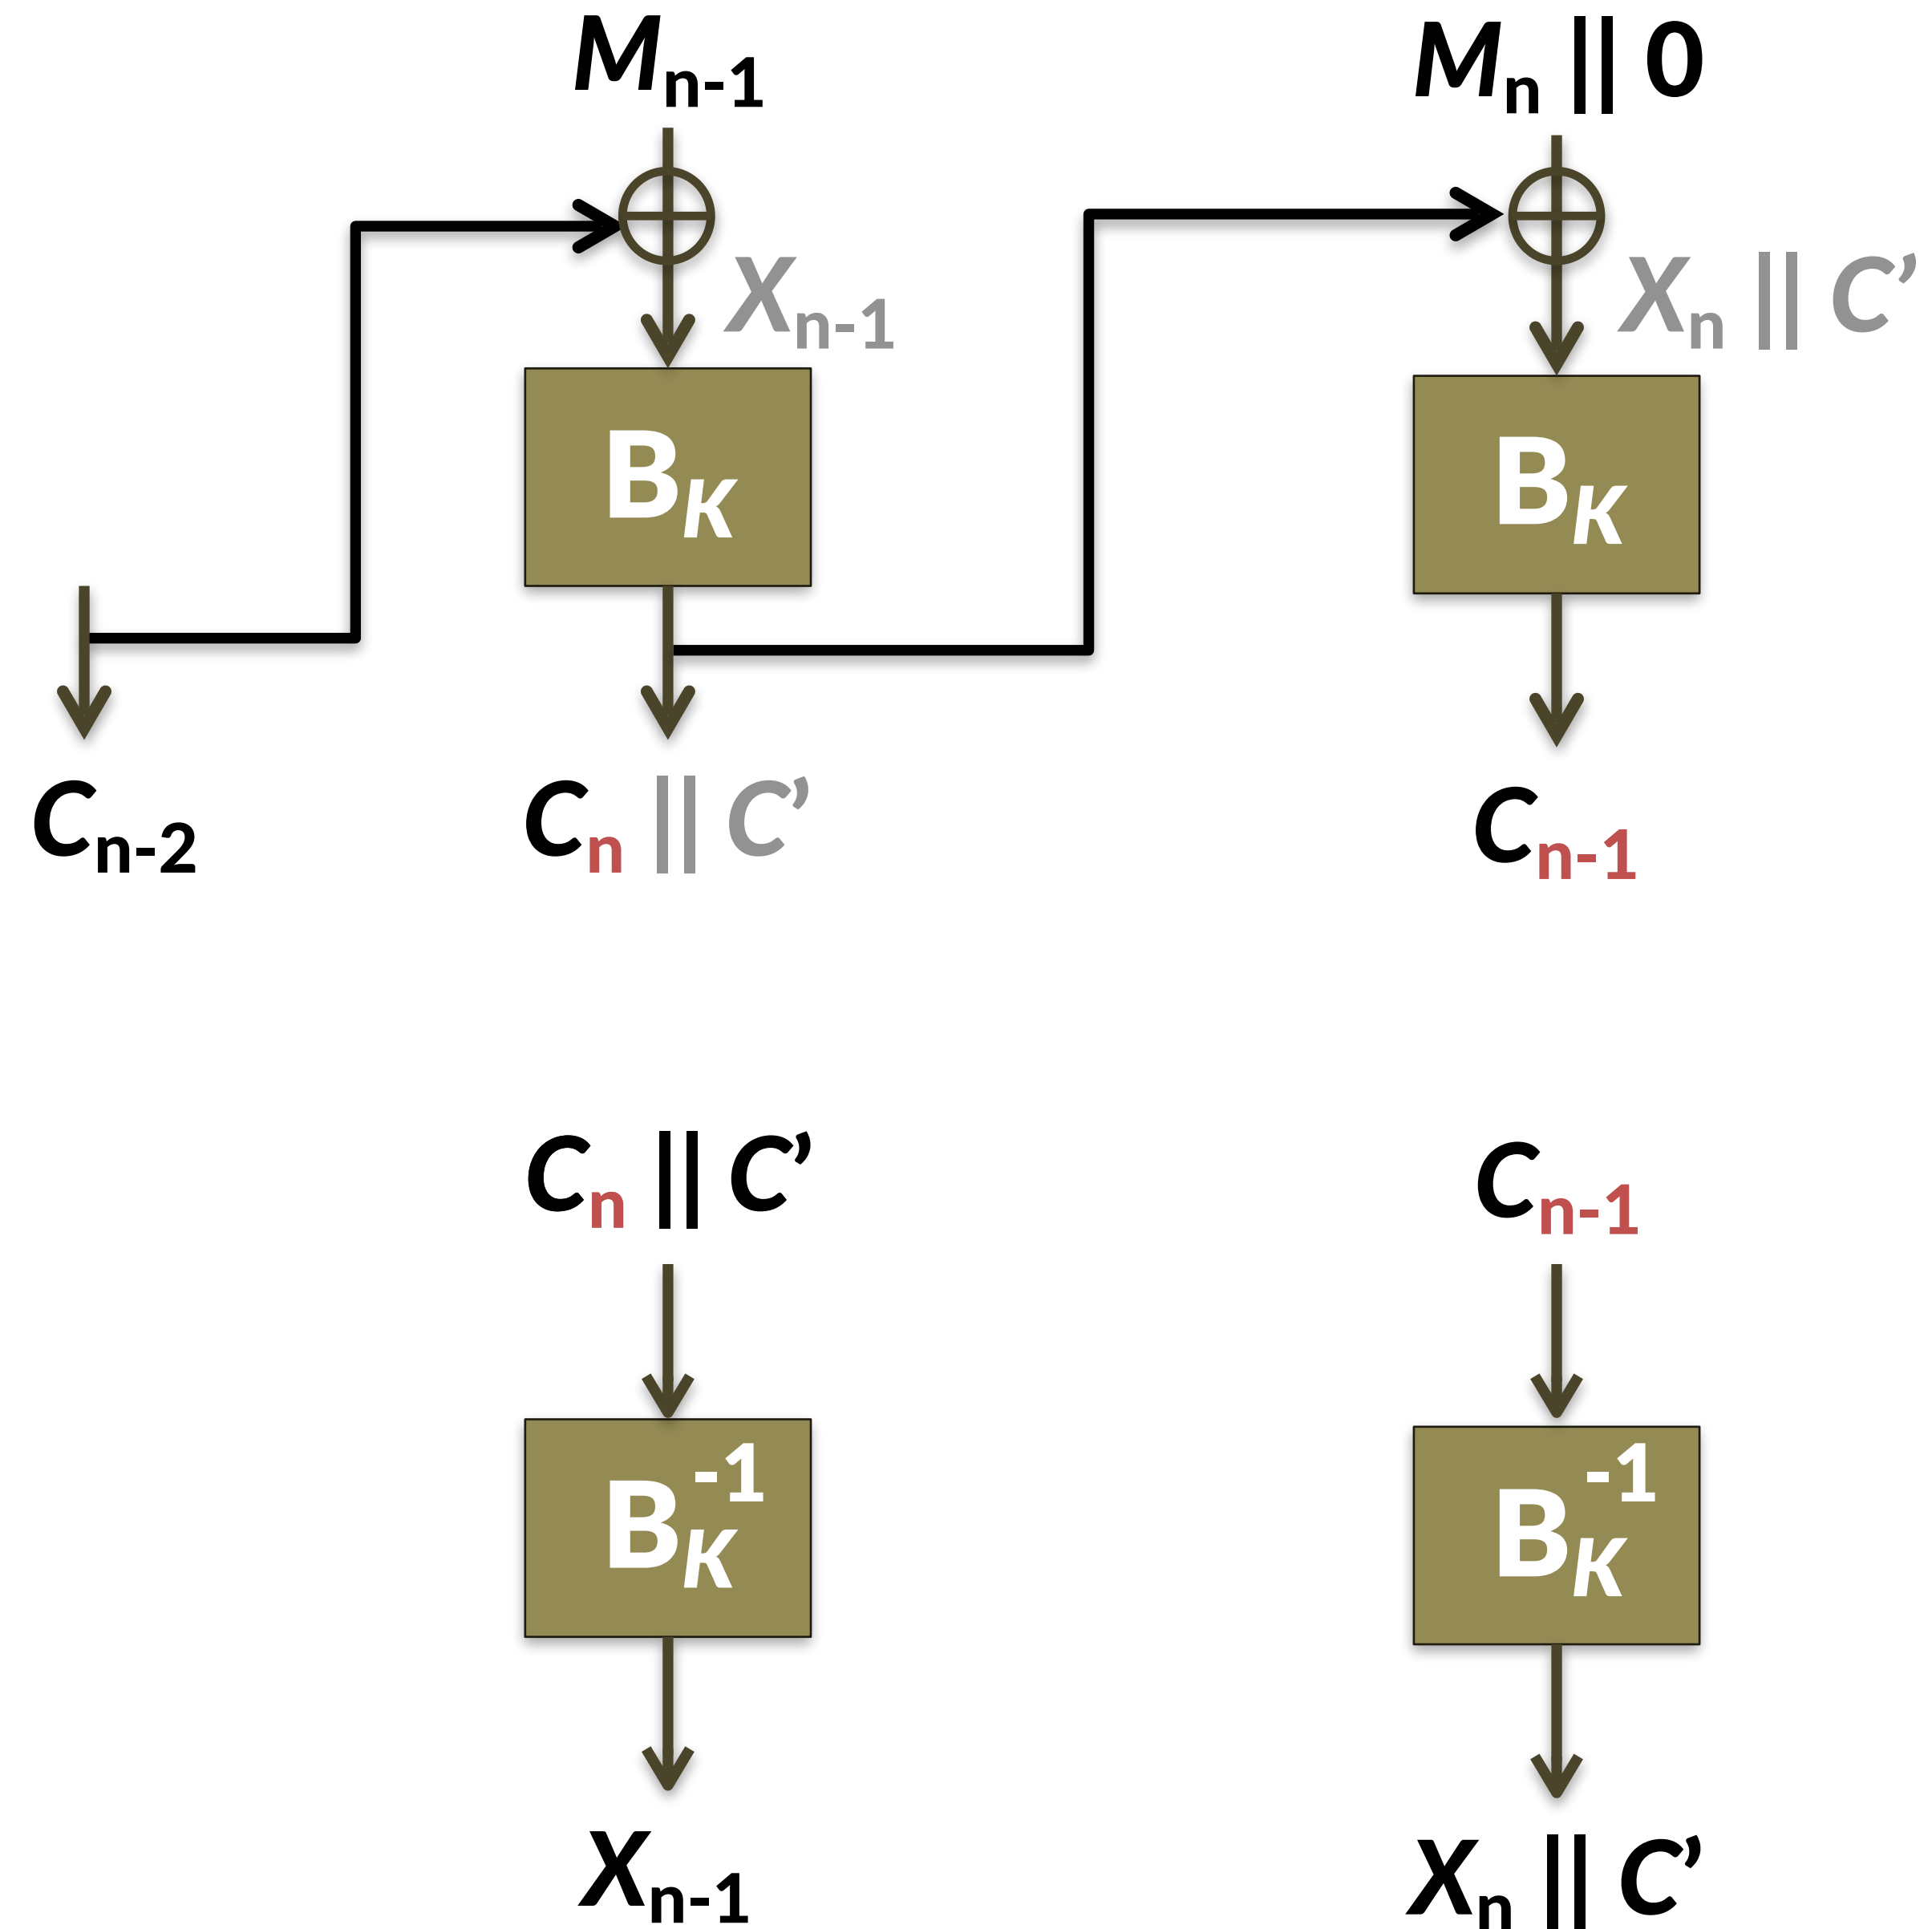 Mn-1 Mn || 0
Xn-1 Xn || C’
BK BK
Cn-2 Cn || C’ Cn-1
Cn || C’ Cn-1
BK-1 BK-1
Xn-1 Xn || C’